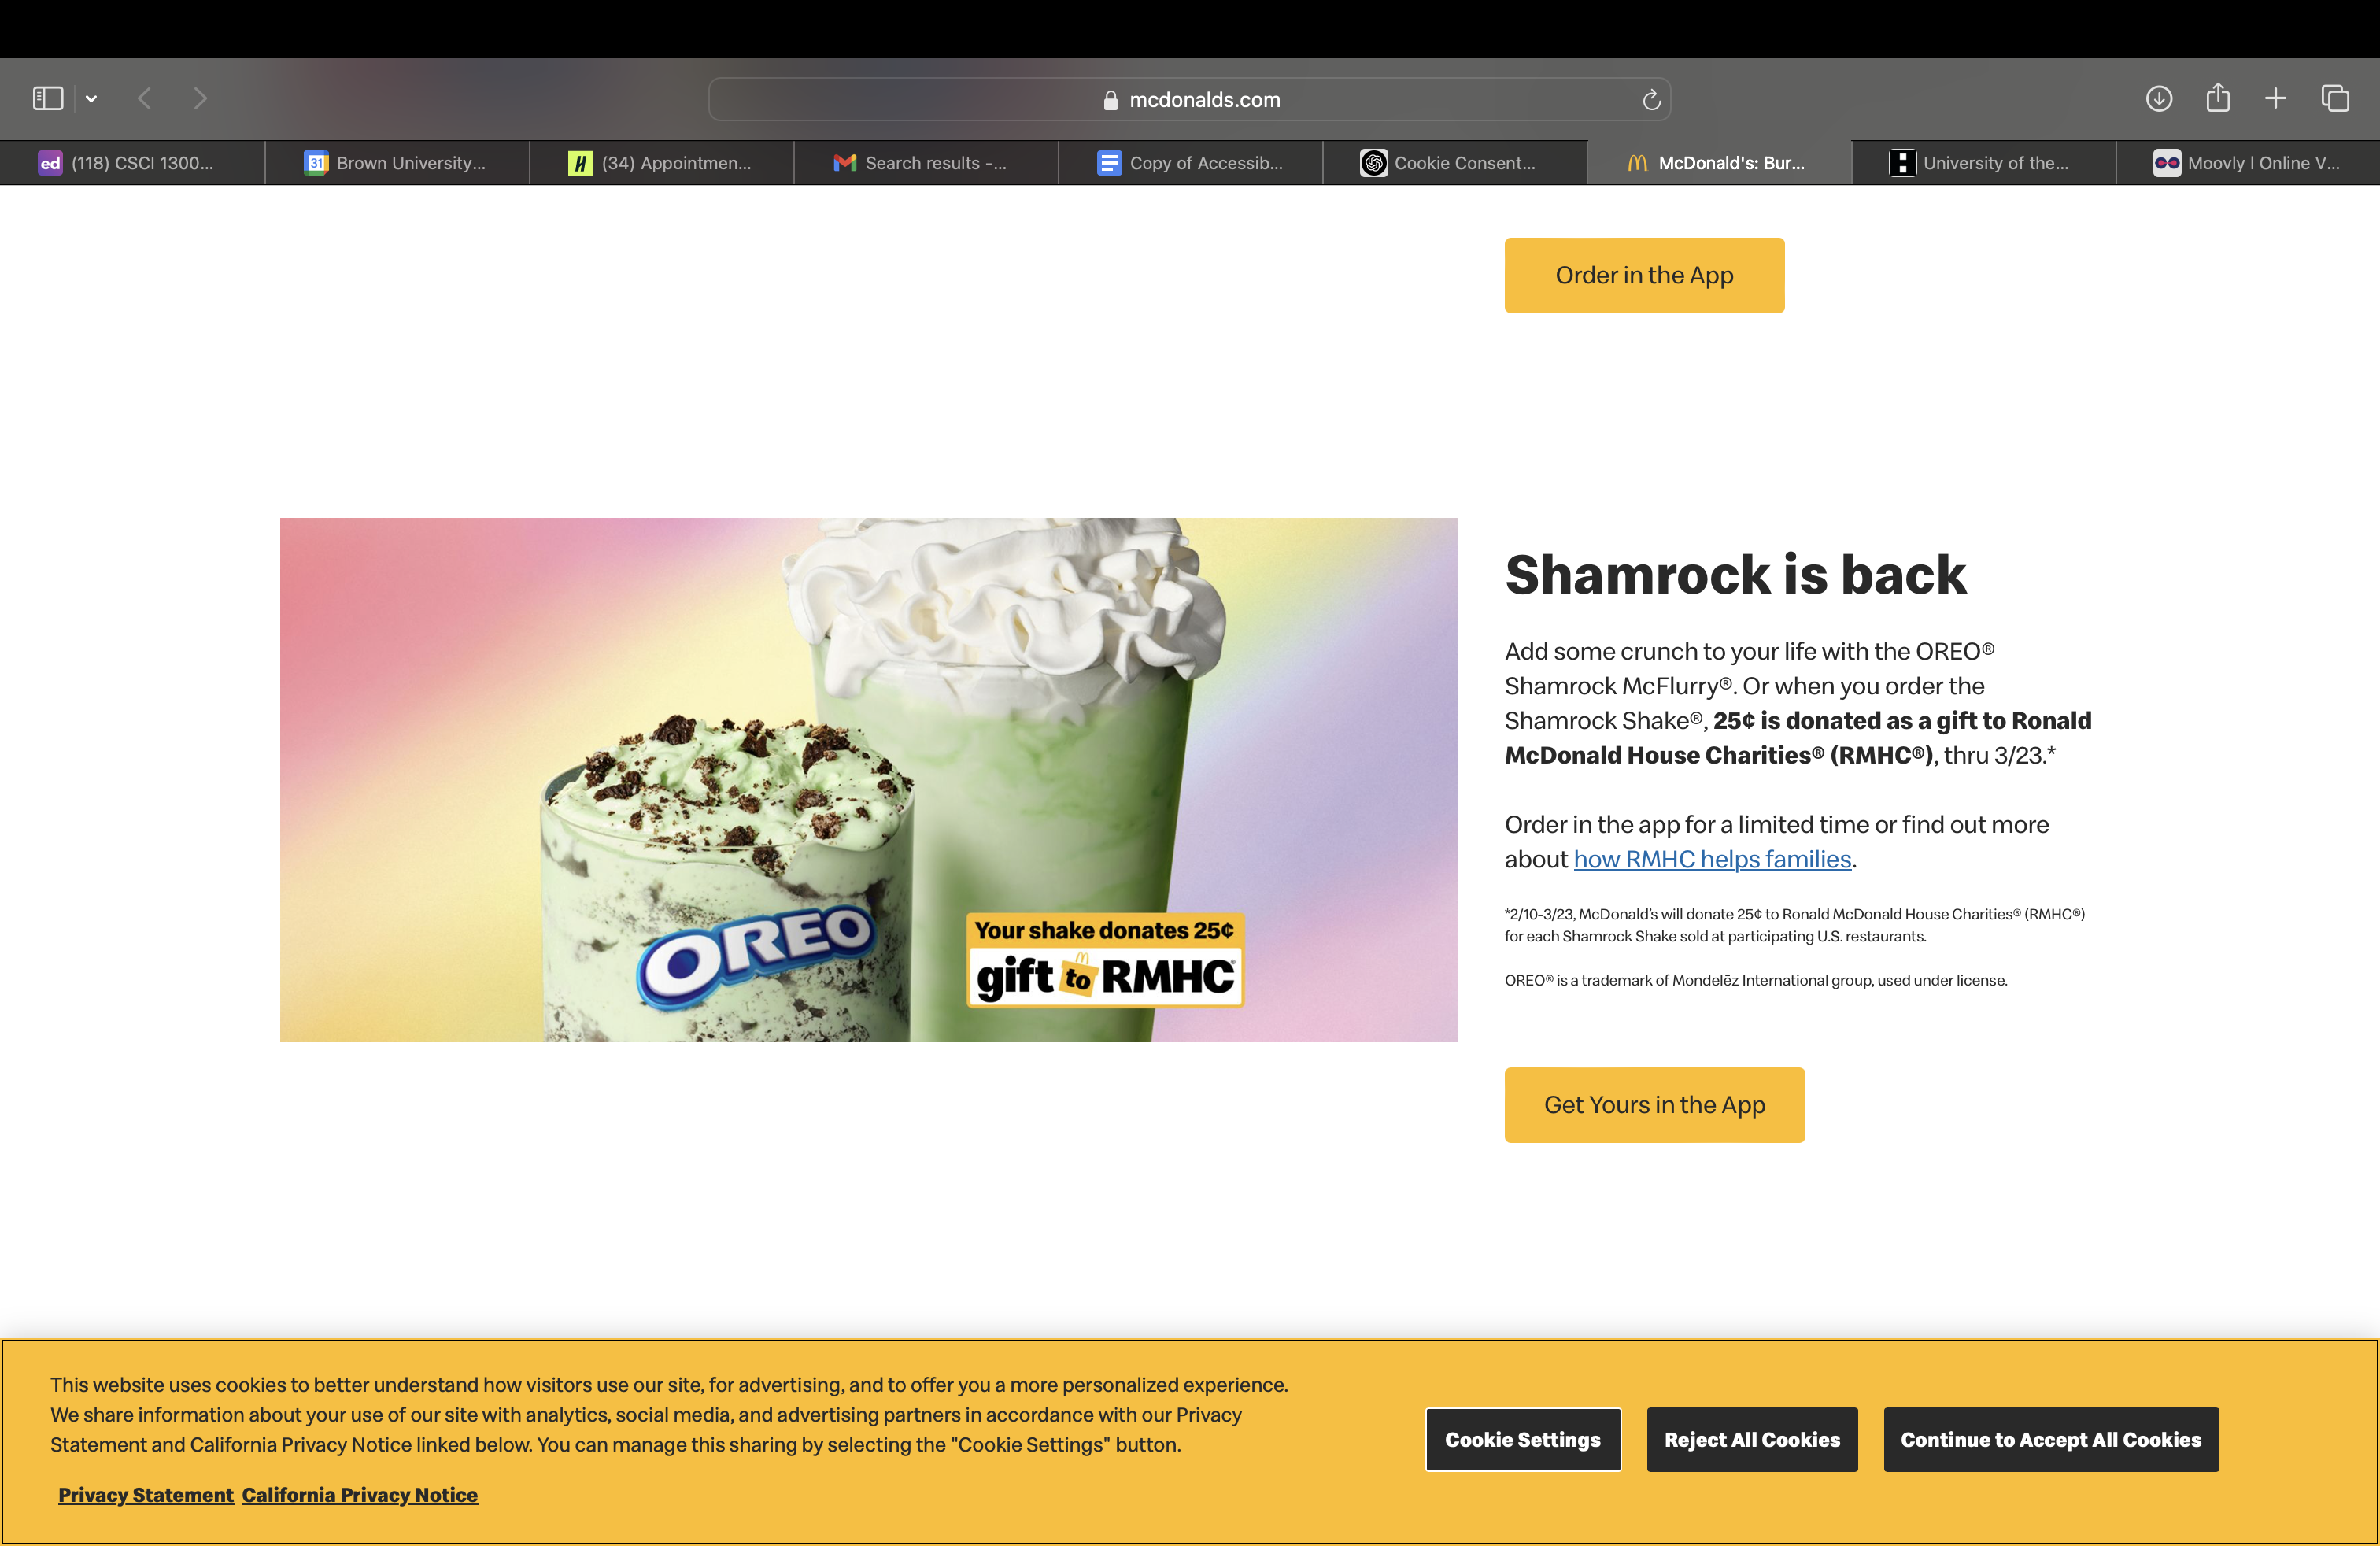 mcdonalds.com
ed (118) CSCI 1300...
31 Brown University...
H (34) Appointmen...
Search results -...
Copy of Accessib...
Cookie Consent...
McDonald's: Bur...
University of the...
Moovly l Online V...
Order in the App
Shamrock is back
Add some crunch to your life with the OREO®
Shamrock McFlurry®. Or when you order the
Shamrock Shake®, 25¢ is donated as a gift to Ronald
McDonald House Charities® (RMHC®), thru 3/23.*
Order in the app for a limited time or find out more
about how RMHC helps families.
*2/10-3/23, McDonald’s will donate 25¢ to Ronald McDonald House Charities® (RMHC®)
for each Shamrock Shake sold at participating U.S. restaurants.
OREO® is a trademark of Mondelēz International group, used under license.
OREO
Your shake donates 25¢
gift to RMHC®
Get Yours in the App
This website uses cookies to better understand how visitors use our site, for advertising, and to offer you a more personalized experience.
We share information about your use of our site with analytics, social media, and advertising partners in accordance with our Privacy
Statement and California Privacy Notice linked below. You can manage this sharing by selecting the "Cookie Settings" button.
Privacy Statement California Privacy Notice
Cookie Settings
Reject All Cookies
Continue to Accept All Cookies